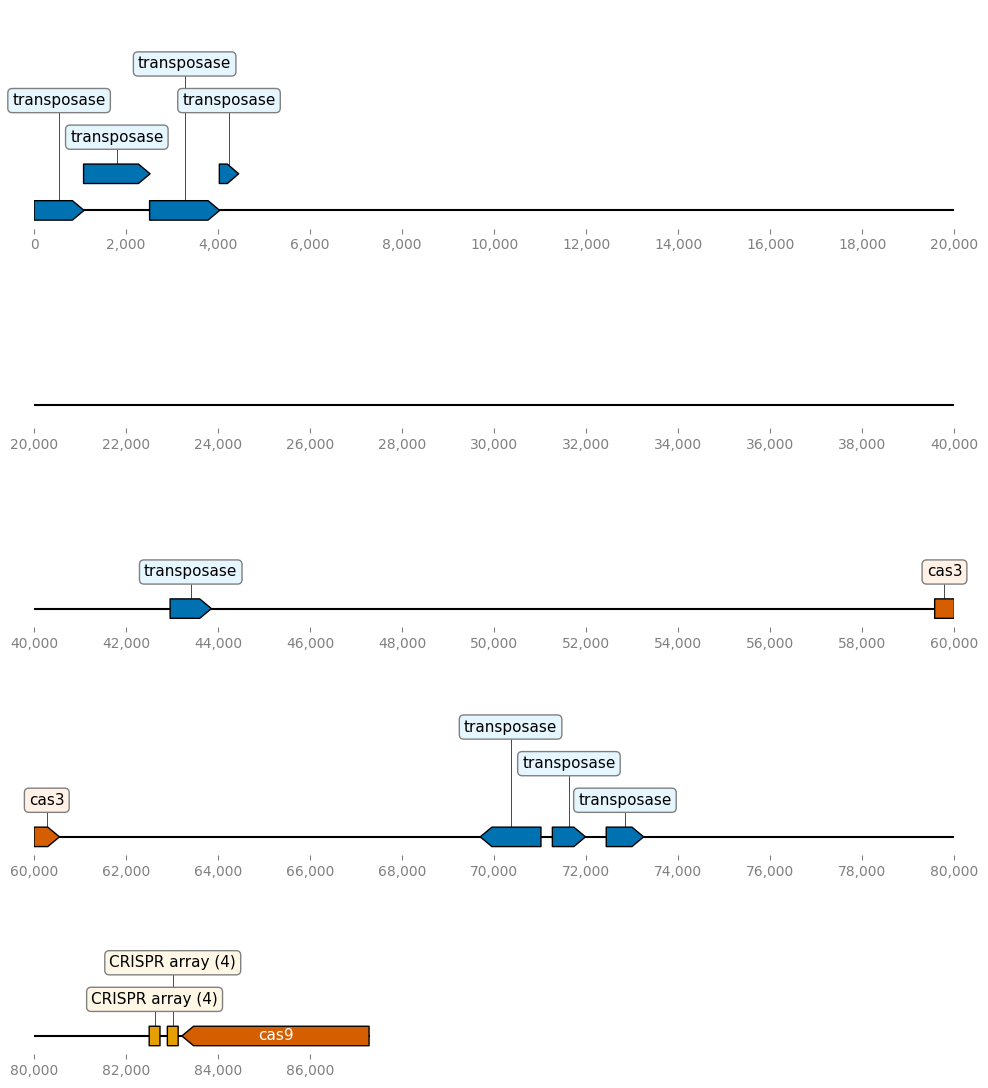 transposase
transposase
transposase
transposase
0 2,000 4,000 6,000 8,000 10,000 12,000 14,000 16,000 18,000 20,000
20,000 22,000 24,000 26,000 28,000 30,000 32,000 34,000 36,000 38,000 40,000
transposase cas3
40,000 42,000 44,000 46,000 48,000 50,000 52,000 54,000 56,000 58,000 60,000
transposase
transposase
cas3 transposase
60,000 62,000 64,000 66,000 68,000 70,000 72,000 74,000 76,000 78,000 80,000
CRISPR array (4)
CRISPR array (4)
cas9
80,000 82,000 84,000 86,000